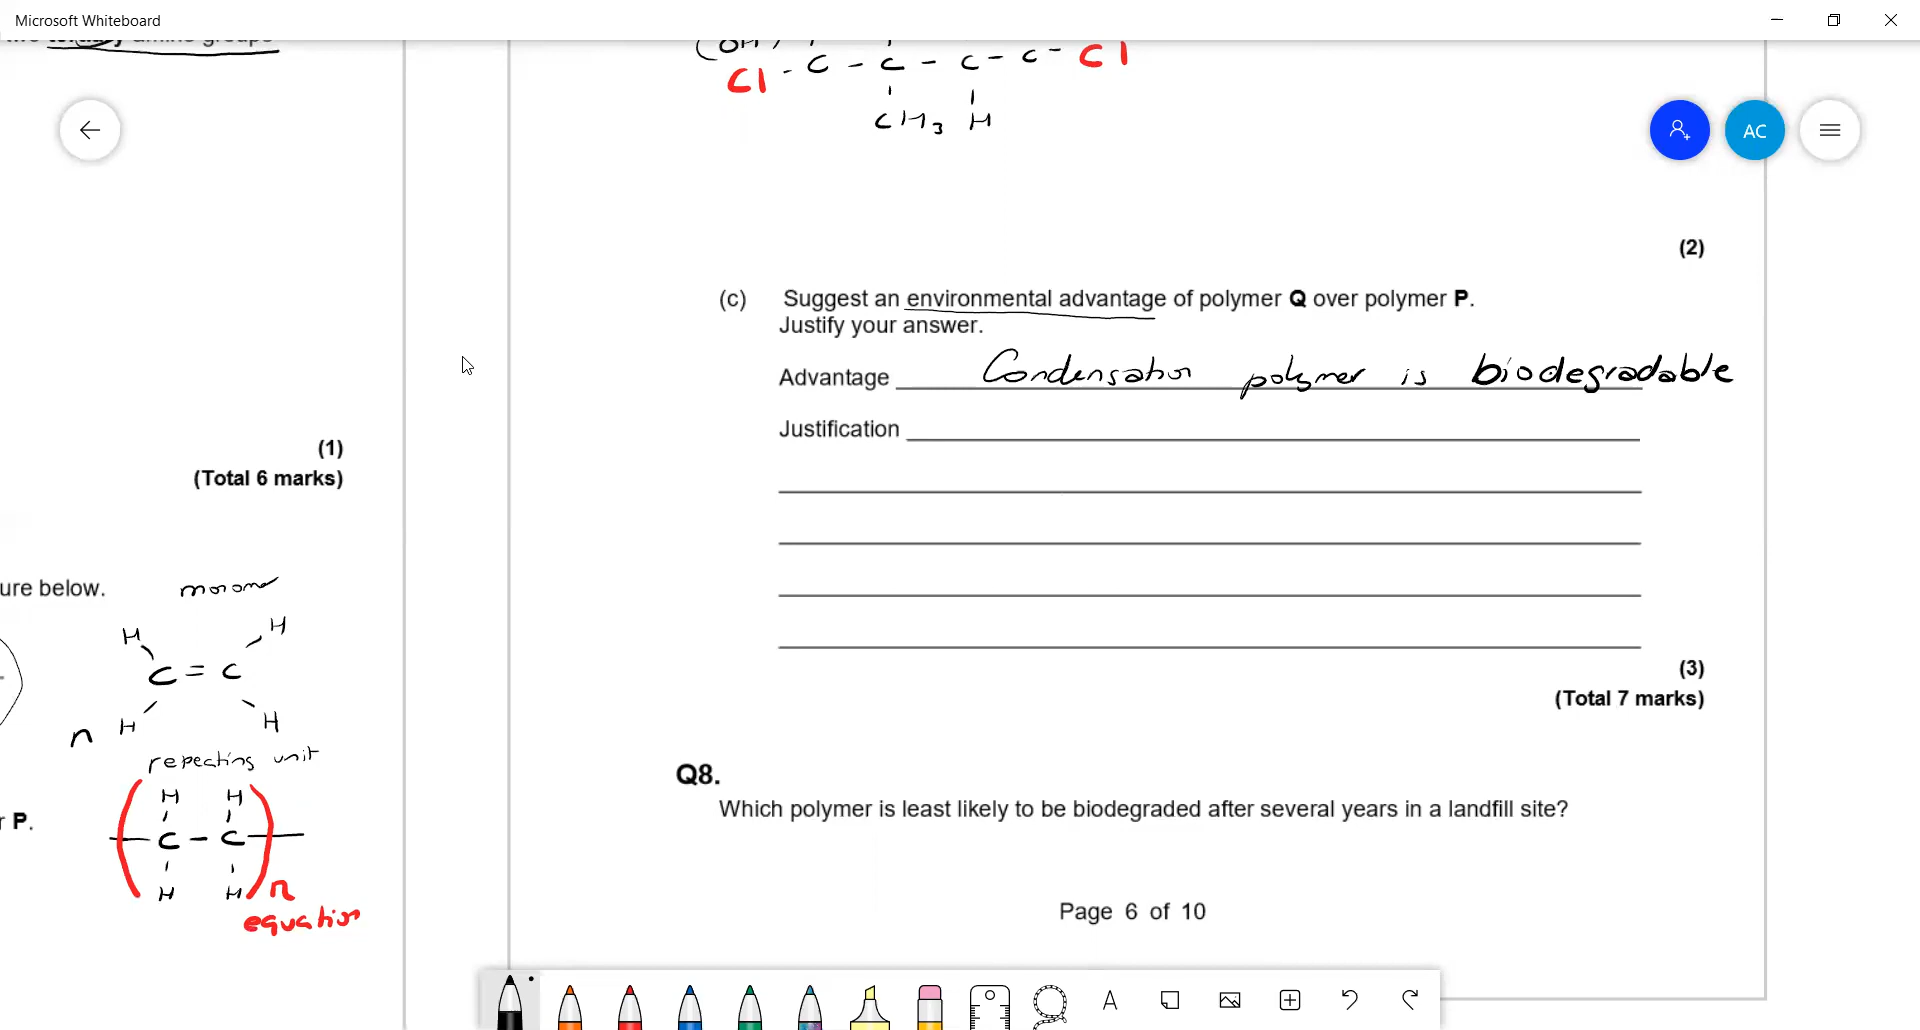 Microsoft Whiteboard
amine groups
(OH)
Cl - C - C - C - C - Cl
CH3 H
AC
(2)
(c) Suggest an environmental advantage of polymer Q over polymer P.
Justify your answer.
Advantage Condensation polymer is biodegradable
Justification
(3)
(Total 7 marks)
Q8.
Which polymer is least likely to be biodegraded after several years in a landfill site?
Page 6 of 10
(1)
(Total 6 marks)
ure below. monomer
H H
C = C
n H H
repeating unit
r P.
H H
C - C
H H n
equation
A